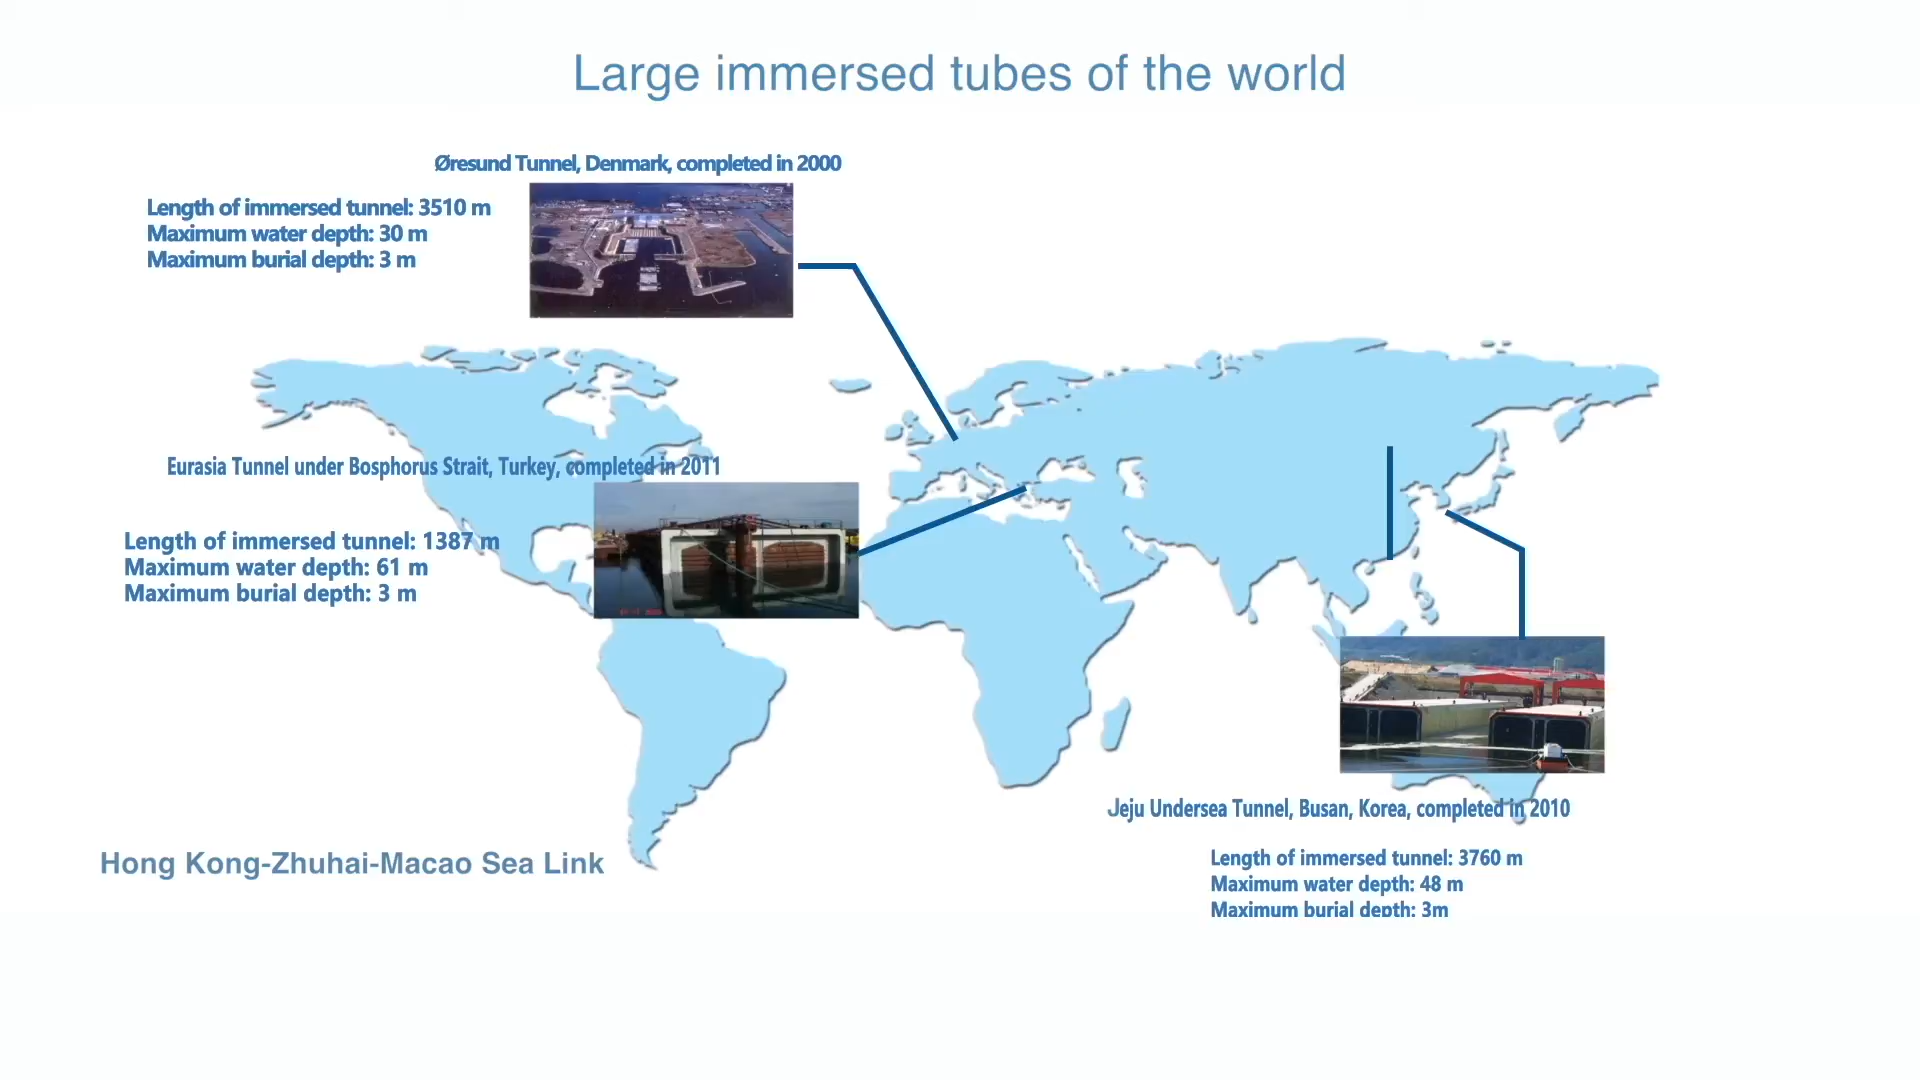 Large immersed tubes of the world
Øresund Tunnel, Denmark, completed in 2000
Length of immersed tunnel: 3510 m
Maximum water depth: 30 m
Maximum burial depth: 3 m
Eurasia Tunnel under Bosphorus Strait, Turkey, completed in 2011
Length of immersed tunnel: 1387 m
Maximum water depth: 61 m
Maximum burial depth: 3 m
Jeju Undersea Tunnel, Busan, Korea, completed in 2010
Length of immersed tunnel: 3760 m
Maximum water depth: 48 m
Maximum burial depth: 3m
Hong Kong-Zhuhai-Macao Sea Link